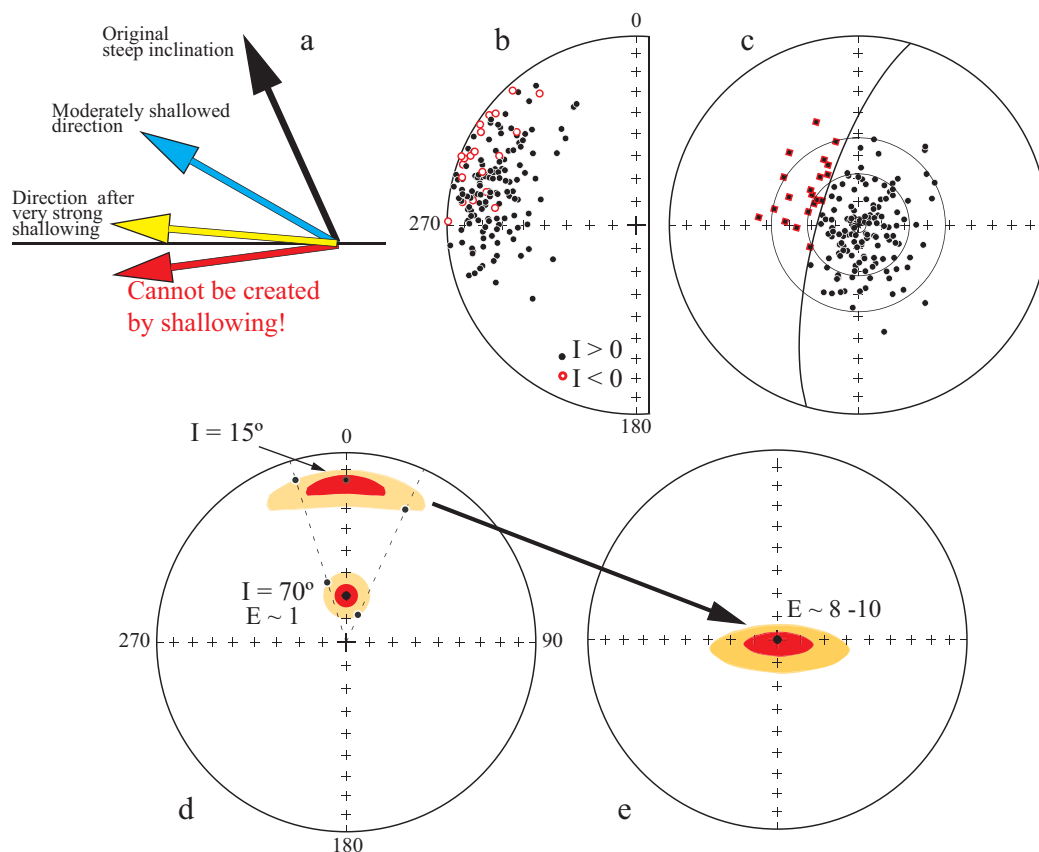 a
Original
steep inclination
Moderately shallowed
direction
Direction after
very strong
shallowing
Cannot be created
by shallowing!
b
0
270
I > 0
I < 0
180
c
I = 15º
0
I = 70º
E ~ 1
270
90
d
180
E ~ 8 -10
e